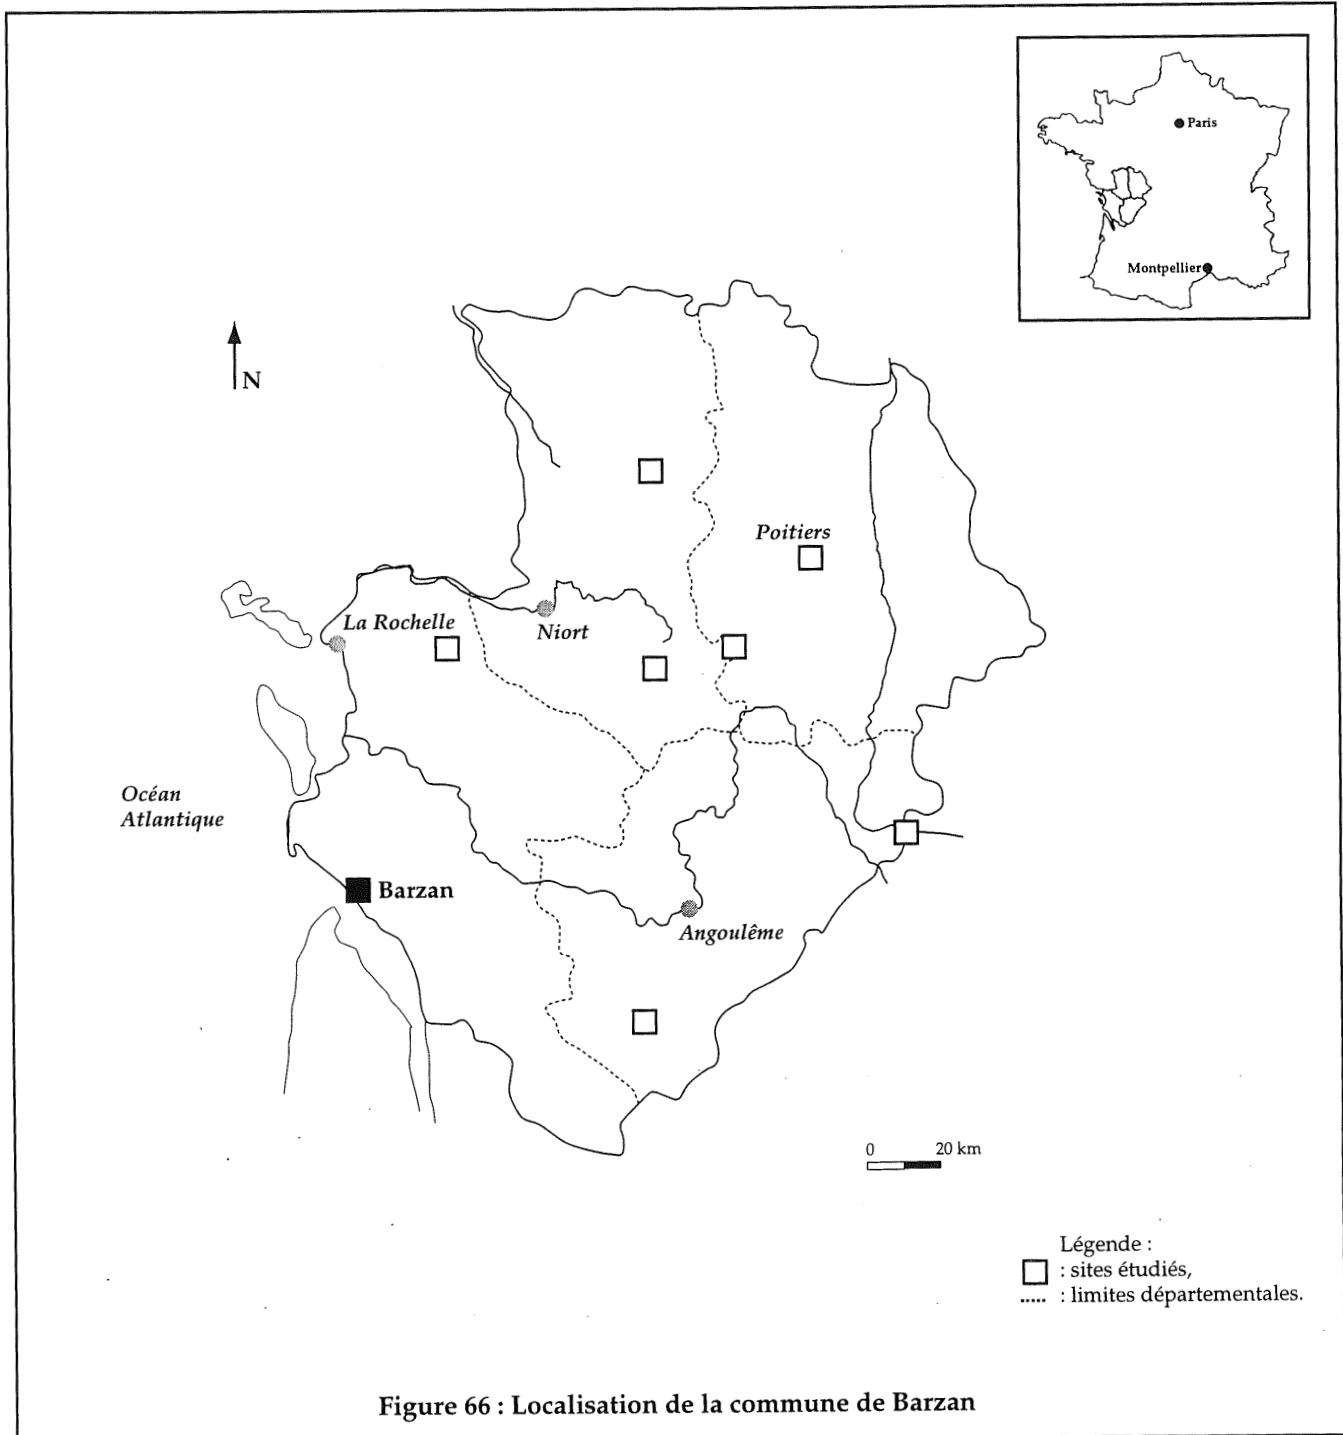 Paris
Montpellier
N
Poitiers
La Rochelle
Niort
Océan
Atlantique
Barzan
Angoulême
0 20 km
Légende :
: sites étudiés,
..... : limites départementales.
Figure 66 : Localisation de la commune de Barzan